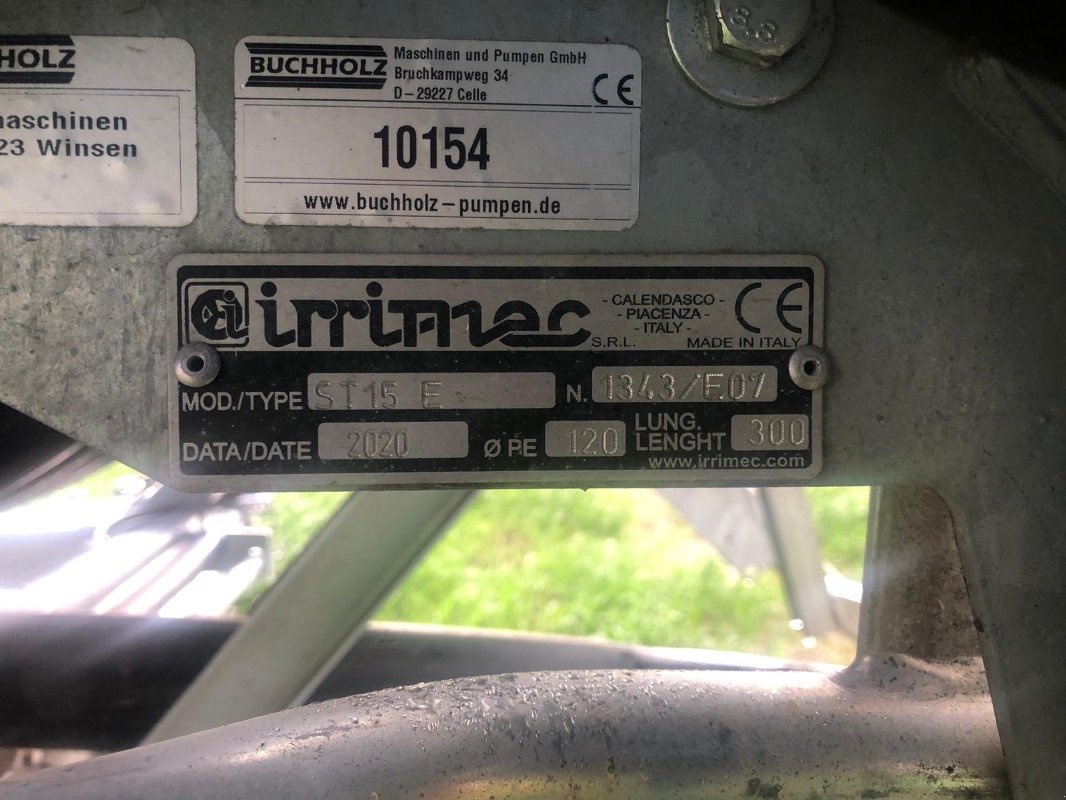 HOLZ
maschinen
23 Winsen
BUCHHOLZ
Maschinen und Pumpen GmbH
Bruchkampweg 34
D-29227 Celle
CE
10154
www.buchholz-pumpen.de
8.8
irrimec
S.R.L.
- CALENDASCO -
- PIACENZA -
- ITALY -
CE
MADE IN ITALY
MOD./TYPE ST15 E N. 1343/E07
DATA/DATE 2020 Ø PE 120 LUNG. LENGHT 300
www.irrimec.com